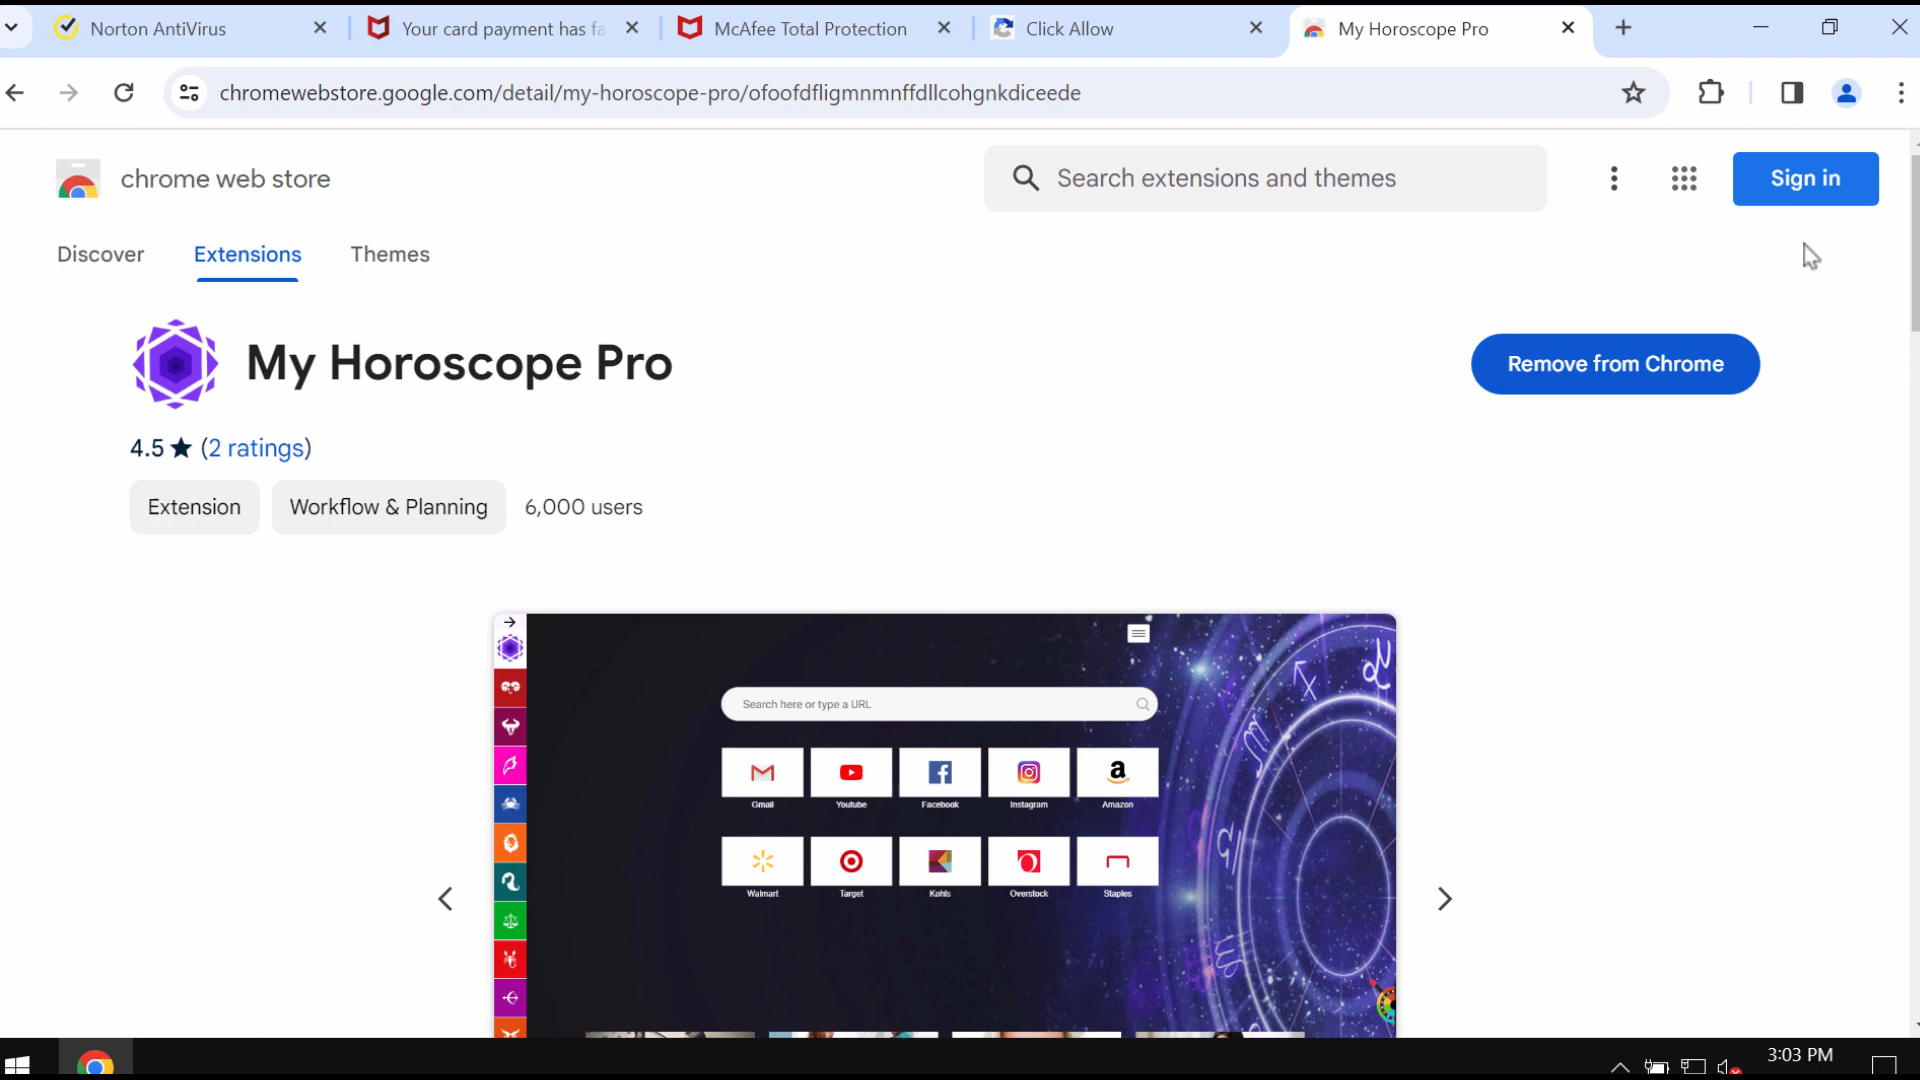 Norton AntiVirus
Your card payment has fa
McAfee Total Protection
Click Allow
My Horoscope Pro
chromewebstore.google.com/detail/my-horoscope-pro/ofoofdfligmnmnffdllcohgnkdiceede
chrome web store
Search extensions and themes
Sign in
Discover
Extensions
Themes
My Horoscope Pro
Remove from Chrome
4.5 ★ (2 ratings)
Extension
Workflow & Planning
6,000 users
Search here or type a URL
Gmail
Youtube
Facebook
Instagram
Amazon
Walmart
Target
Kohls
Overstock
Staples
3:03 PM